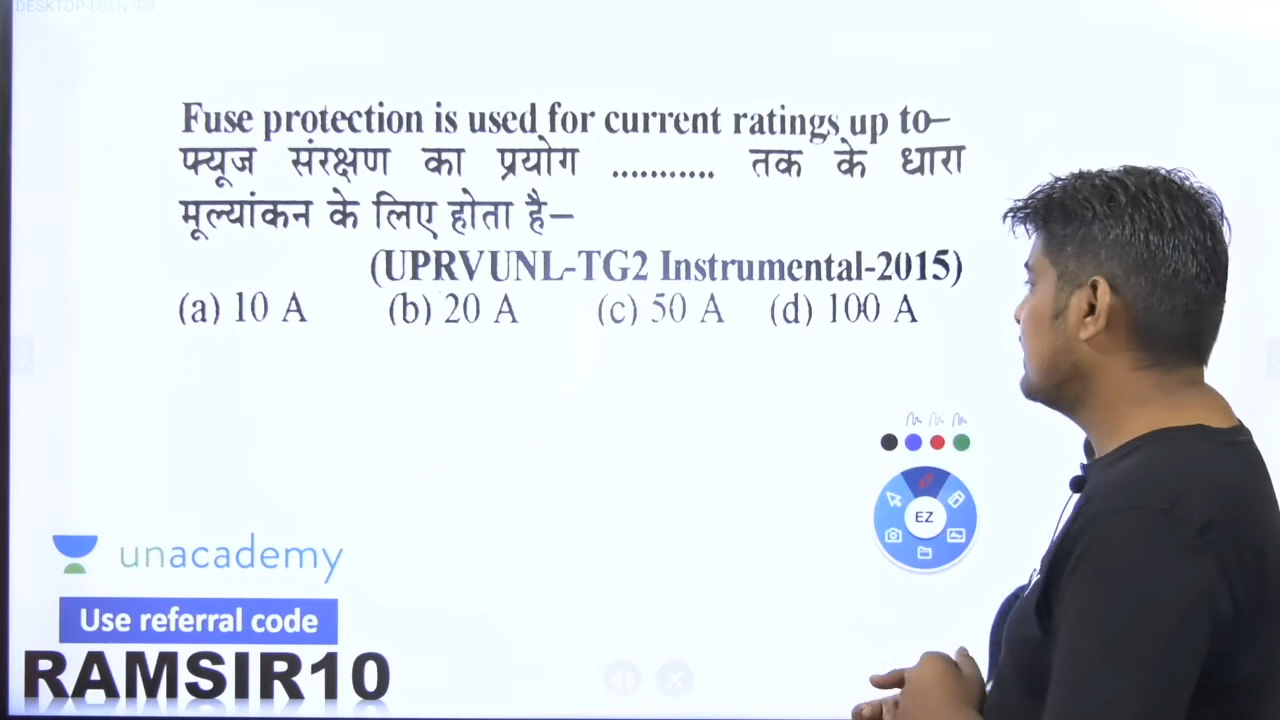 Fuse protection is used for current ratings up to–
फ्यूज संरक्षण का प्रयोग ........... तक के धारा
मूल्यांकन के लिए होता है–
(UPRVUNL-TG2 Instrumental-2015)
(a) 10 A (b) 20 A (c) 50 A (d) 100 A
EZ
unacademy
Use referral code
RAMSIR10